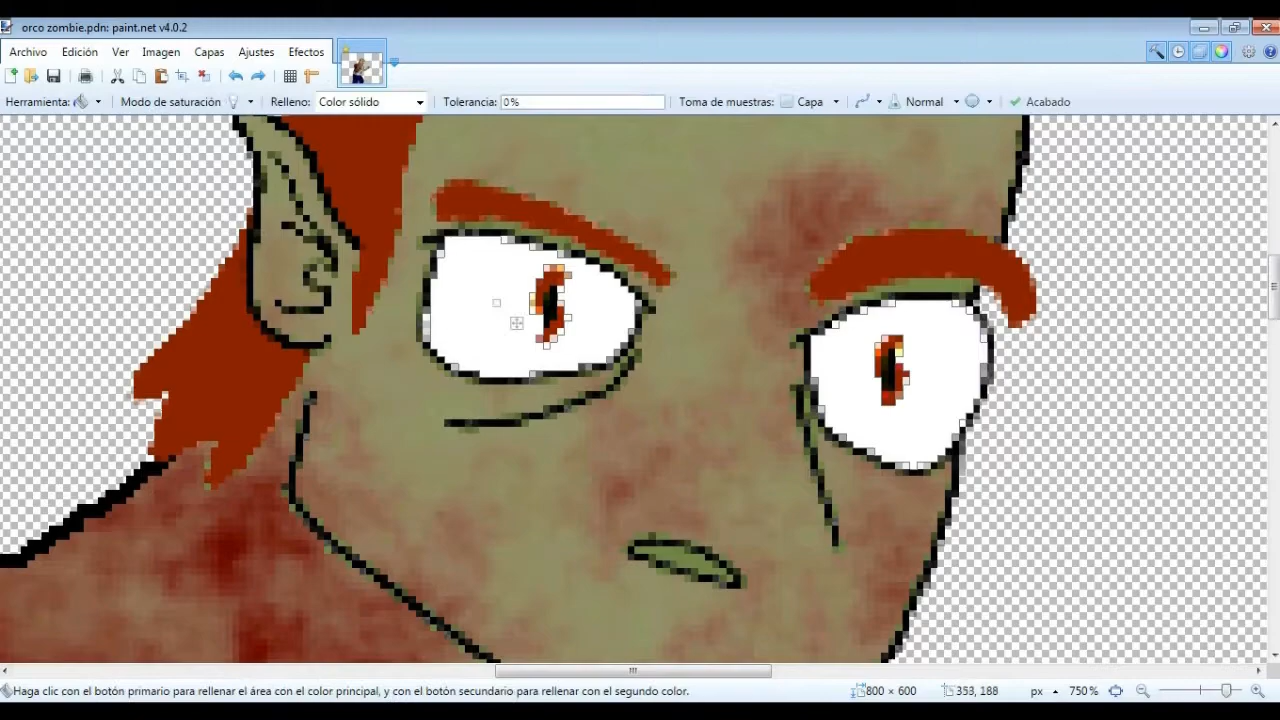 orco zombie.pdn: paint.net v4.0.2
Archivo Edición Ver Imagen Capas Ajustes Efectos
Herramienta: Modo de saturación Relleno: Color sólido Tolerancia: 0% Toma de muestras: Capa Normal Acabado
Haga clic con el botón primario para rellenar el área con el color principal, y con el botón secundario para rellenar con el segundo color. 800 × 600 353, 188 px 750%